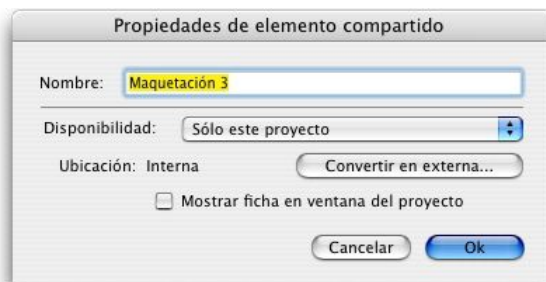 Propiedades de elemento compartido
Nombre: Maquetación 3
Disponibilidad: Sólo este proyecto
Ubicación: Interna Convertir en externa...
Mostrar ficha en ventana del proyecto
Cancelar Ok